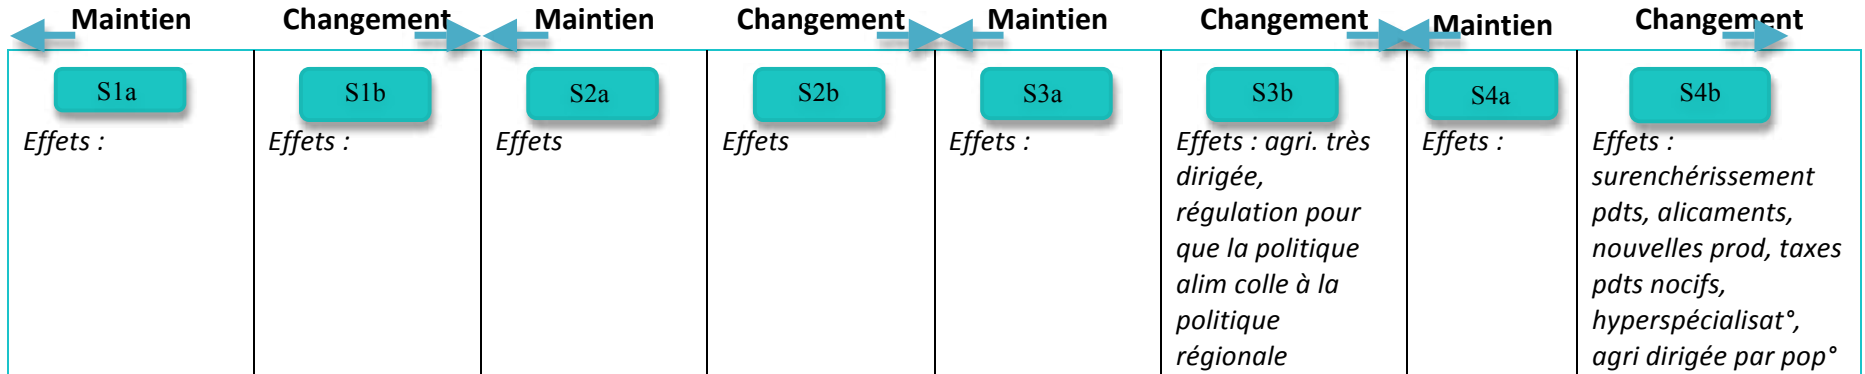 Maintien Changement Maintien Changement Maintien Changement Maintien Changement
S1a S1b S2a S2b S3a S3b S4a S4b
Effets :
Effets :
Effets
Effets
Effets :
Effets : agri. très
dirigée,
régulation pour
que la politique
alim colle à la
politique
régionale
Effets :
Effets :
surenchérissement
pdts, alicaments,
nouvelles prod, taxes
pdts nocifs,
hyperspécialisat°,
agri dirigée par pop°